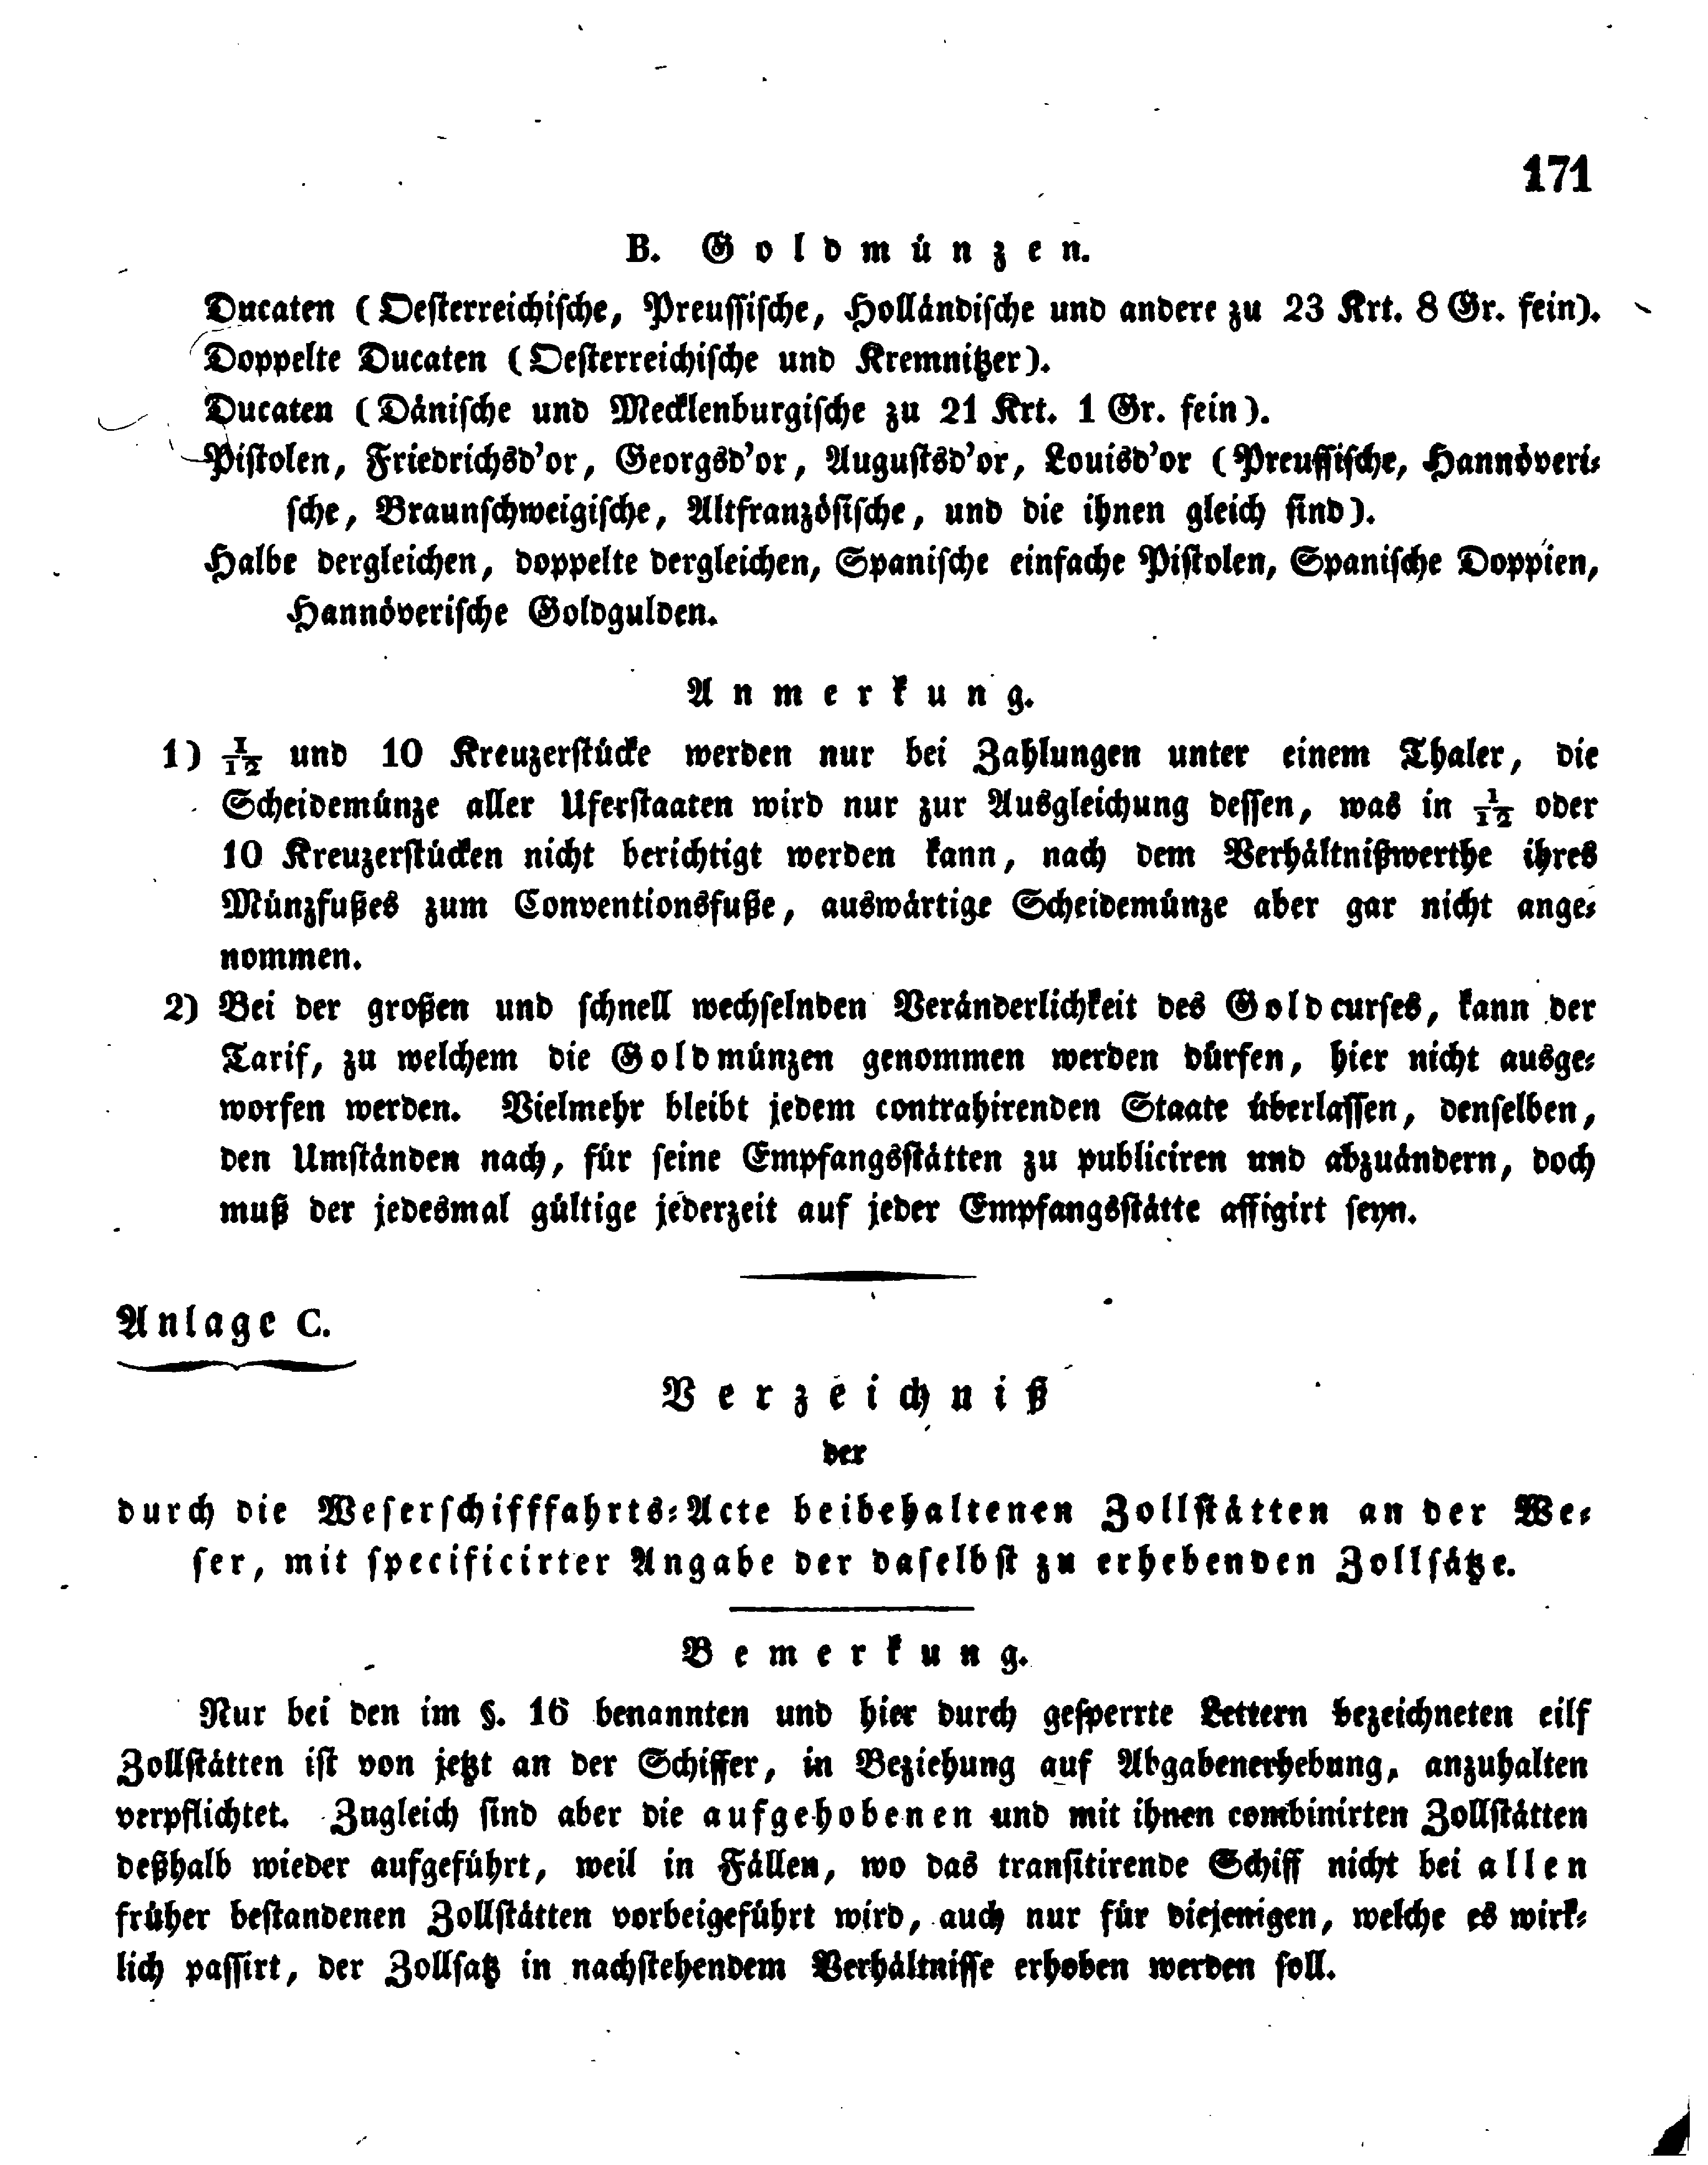 171
B. Goldmünzen.
Ducaten (Oesterreichische, Preussische, Holländische und andere zu 23 Krt. 8 Gr. fein).
Doppelte Ducaten (Oesterreichische und Kremnitzer).
Ducaten (Dänische und Mecklenburgische zu 21 Krt. 1 Gr. fein).
Pistolen, Friedrichsd'or, Georgsd'or, Augustsd'or, Louisd'or (Preussische, Hannöveri-
sche, Braunschweigische, Altfranzösische, und die ihnen gleich sind).
Halbe dergleichen, doppelte dergleichen, Spanische einfache Pistolen, Spanische Doppien,
Hannöverische Goldgulden.
Anmerkung.
1) 1/12 und 10 Kreuzerstücke werden nur bei Zahlungen unter einem Thaler, die
Scheidemünze aller Uferstaaten wird nur zur Ausgleichung dessen, was in 1/12 oder
10 Kreuzerstücken nicht berichtigt werden kann, nach dem Verhältnißwerthe ihres
Münzfußes zum Conventionsfuße, auswärtige Scheidemünze aber gar nicht ange-
nommen.
2) Bei der großen und schnell wechselnden Veränderlichkeit des Goldcurses, kann der
Tarif, zu welchem die Goldmünzen genommen werden dürfen, hier nicht ausge-
worfen werden. Vielmehr bleibt jedem contrahirenden Staate überlassen, denselben,
den Umständen nach, für seine Empfangsstätten zu publiciren und abzuändern, doch
muß der jedesmal gültige jederzeit auf jeder Empfangsstätte affigirt seyn.
Anlage C.
Verzeichniß
der
durch die Weserschifffahrts-Acte beibehaltenen Zollstätten an der We-
ser, mit specificirter Angabe der daselbst zu erhebenden Zollsätze.
Bemerkung.
Nur bei den im §. 16 benannten und hier durch gesperrte Lettern bezeichneten eilf
Zollstätten ist von jetzt an der Schiffer, in Beziehung auf Abgabenerhebung, anzuhalten
verpflichtet. Zugleich sind aber die aufgehobenen und mit ihnen combinirten Zollstätten
deßhalb wieder aufgeführt, weil in Fällen, wo das transitirende Schiff nicht bei allen
früher bestandenen Zollstätten vorbeigeführt wird, auch nur für diejenigen, welche es wirk-
lich passirt, der Zollsatz in nachstehendem Verhältnisse erhoben werden soll.